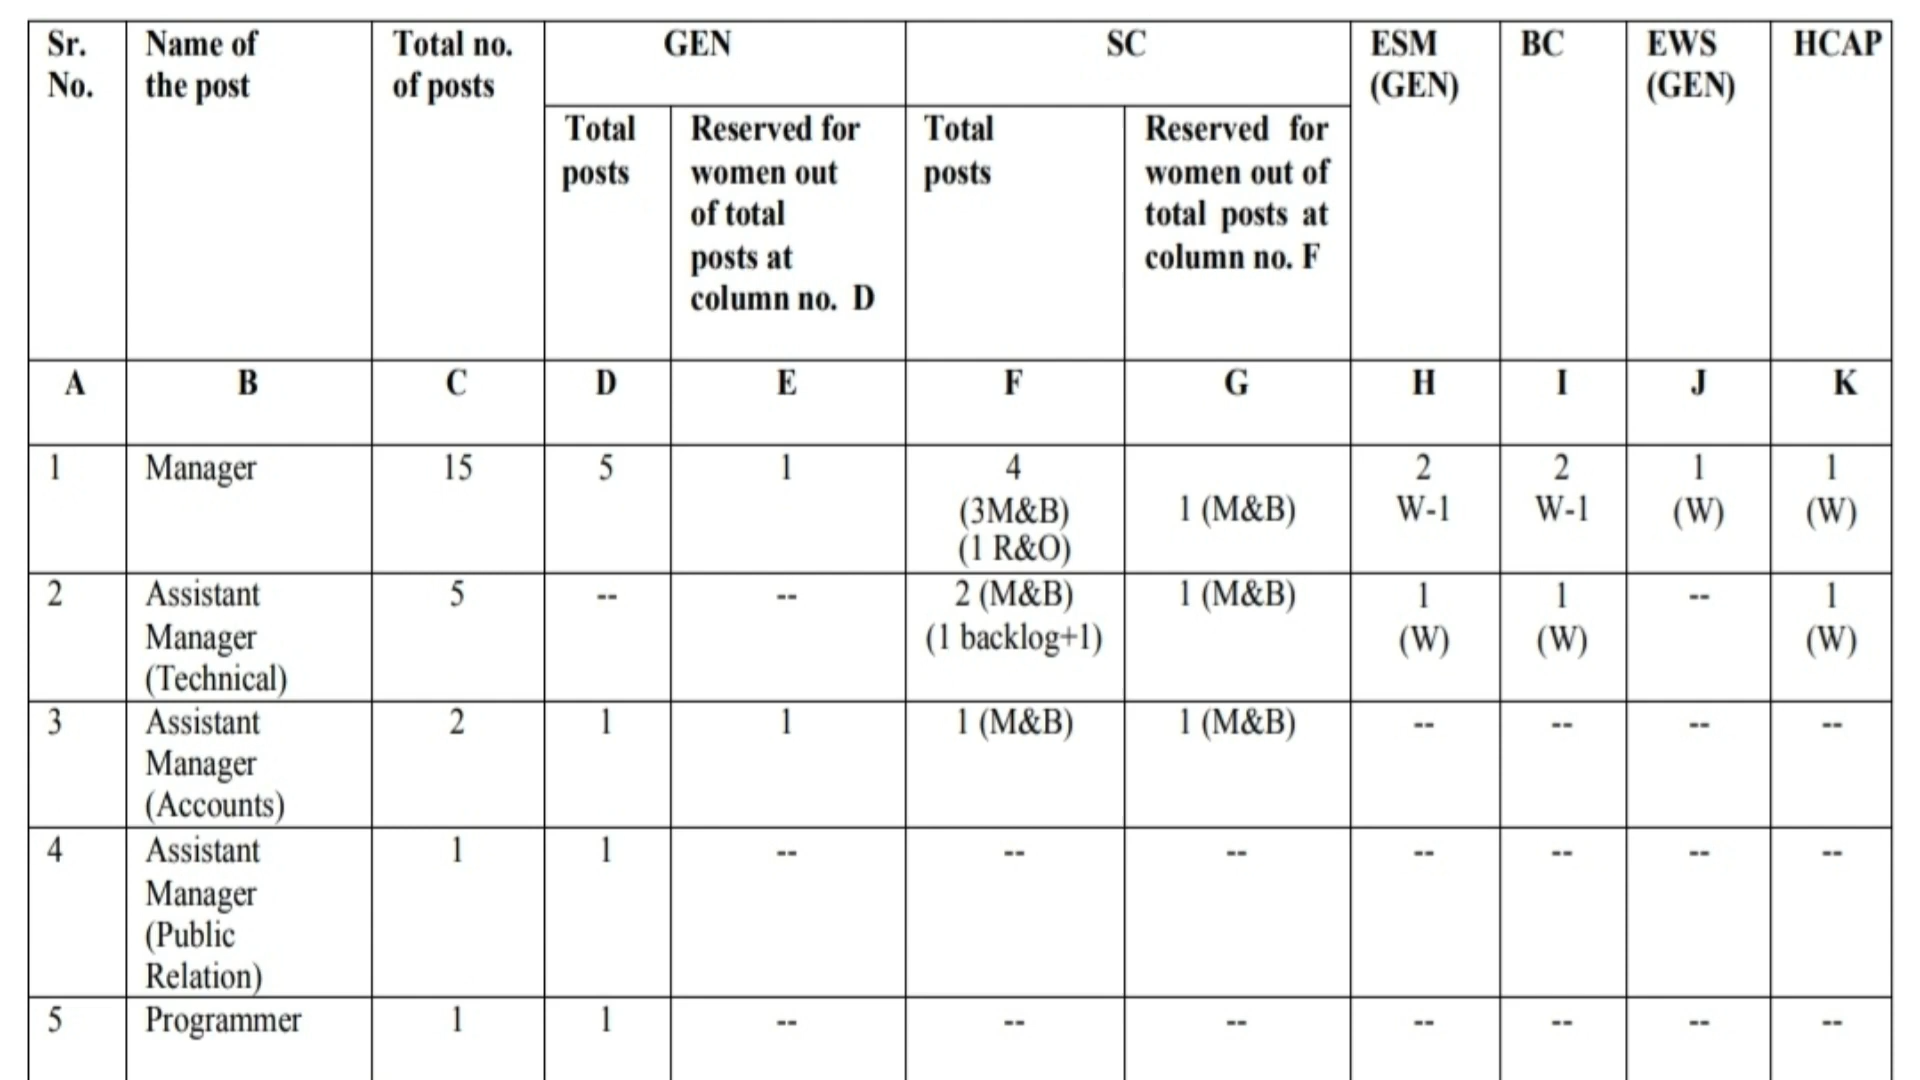 Sr. No. | Name of the post | Total no. of posts | GEN | SC | ESM (GEN) | BC | EWS (GEN) | HCAP
Total posts | Reserved for women out of total posts at column no. D | Total posts | Reserved for women out of total posts at column no. F
A | B | C | D | E | F | G | H | I | J | K
1 | Manager | 15 | 5 | 1 | 4 (3M&B) (1 R&O) | 1 (M&B) | 2 W-1 | 2 W-1 | 1 (W) | 1 (W)
2 | Assistant Manager (Technical) | 5 | -- | -- | 2 (M&B) (1 backlog+1) | 1 (M&B) | 1 (W) | 1 (W) | -- | 1 (W)
3 | Assistant Manager (Accounts) | 2 | 1 | 1 | 1 (M&B) | 1 (M&B) | -- | -- | -- | --
4 | Assistant Manager (Public Relation) | 1 | 1 | -- | -- | -- | -- | -- | -- | --
5 | Programmer | 1 | 1 | -- | -- | -- | -- | -- | -- | --